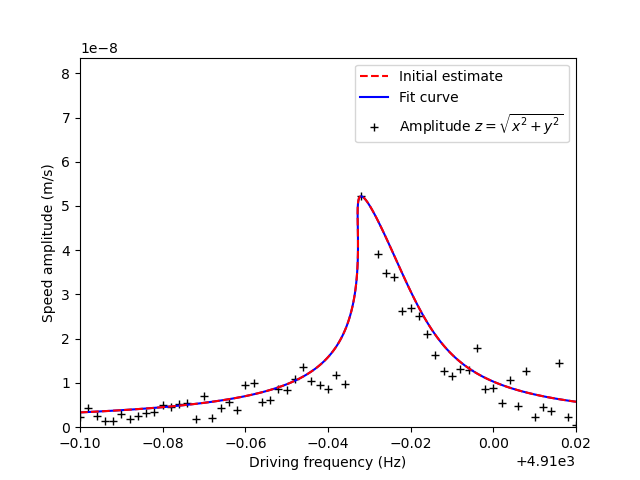 1e−8
Speed amplitude (m/s)
8
7
6
5
4
3
2
1
0
Initial estimate
Fit curve
Amplitude z = √x² + y²
−0.10
−0.08
−0.06
−0.04
−0.02
0.00
0.02
+4.91e3
Driving frequency (Hz)